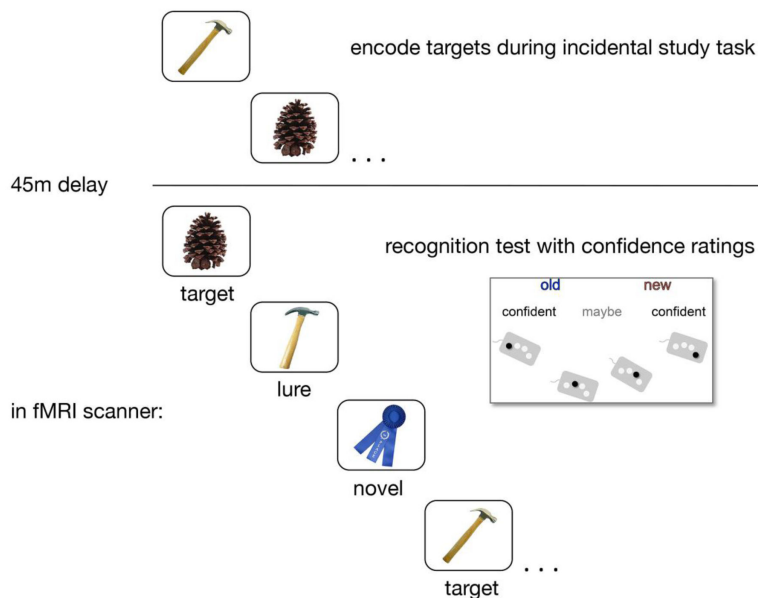 encode targets during incidental study task
. . .
45m delay
recognition test with confidence ratings
target
old new
confident maybe confident
lure
in fMRI scanner:
novel
. . .
target